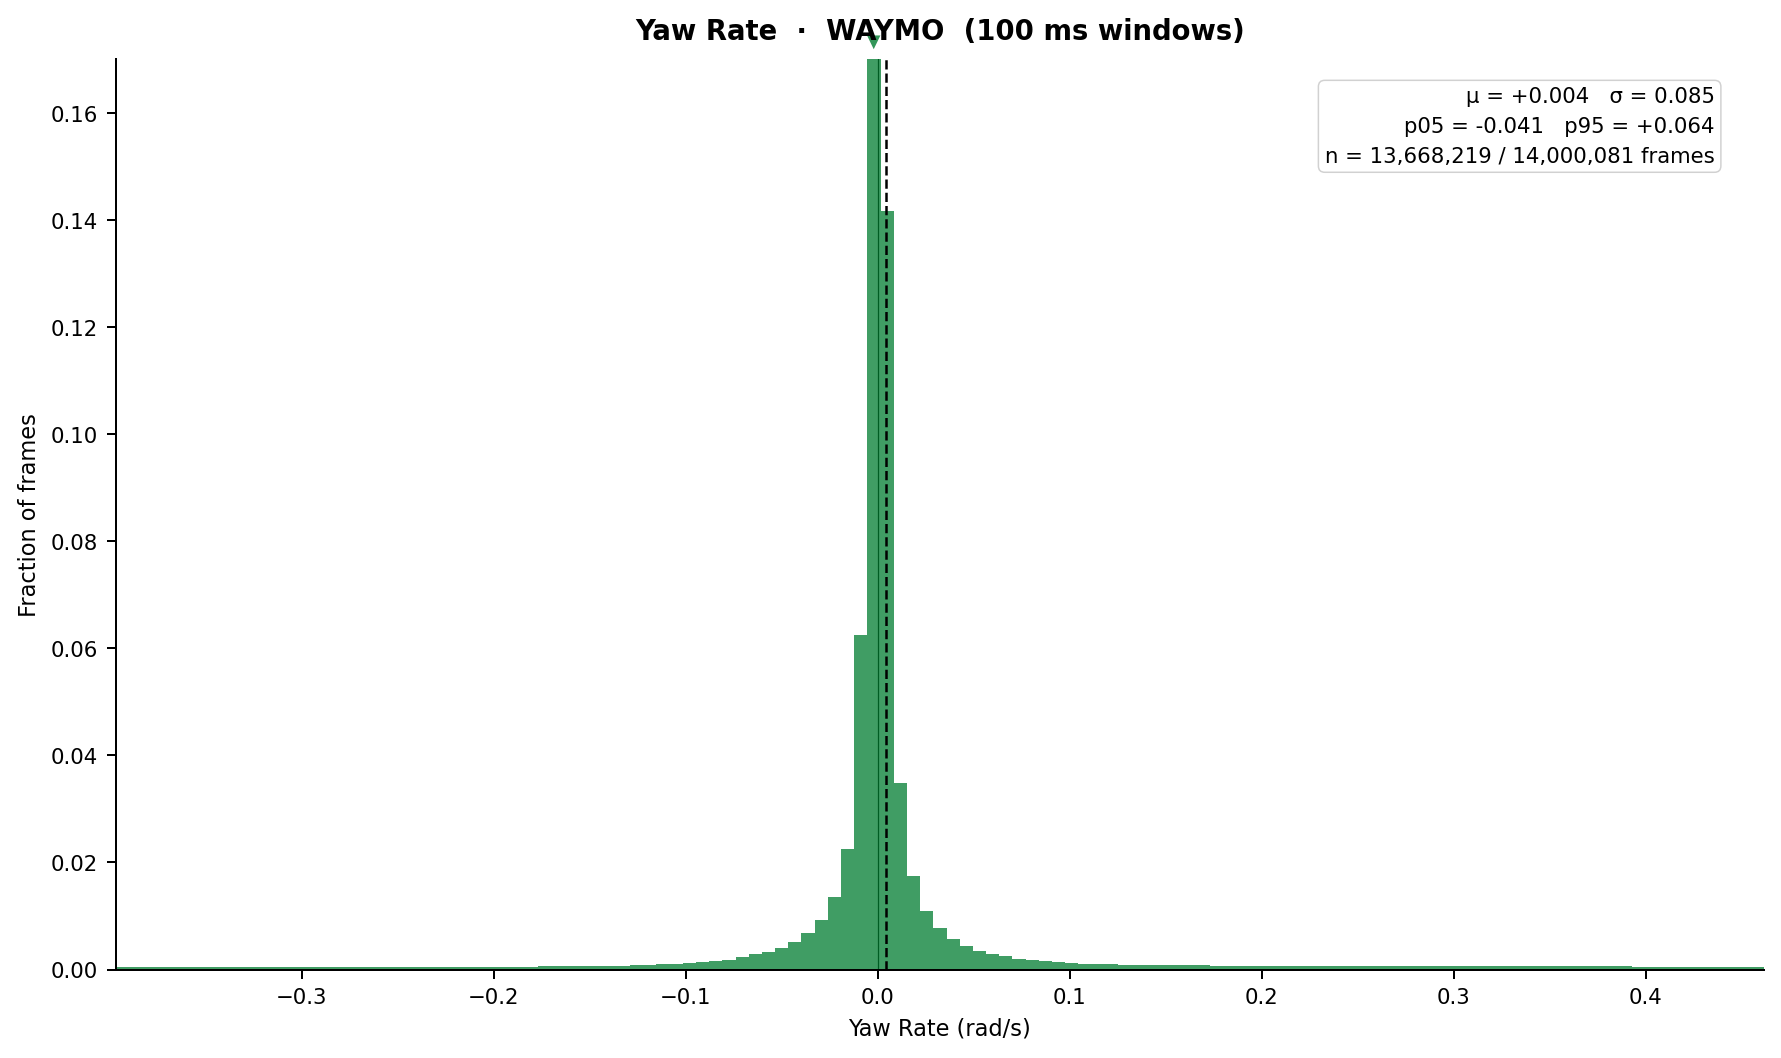 Yaw Rate · WAYMO (100 ms windows)
μ = +0.004 σ = 0.085
p05 = -0.041 p95 = +0.064
n = 13,668,219 / 14,000,081 frames
Fraction of frames
0.16
0.14
0.12
0.10
0.08
0.06
0.04
0.02
0.00
−0.3 −0.2 −0.1 0.0 0.1 0.2 0.3 0.4
Yaw Rate (rad/s)